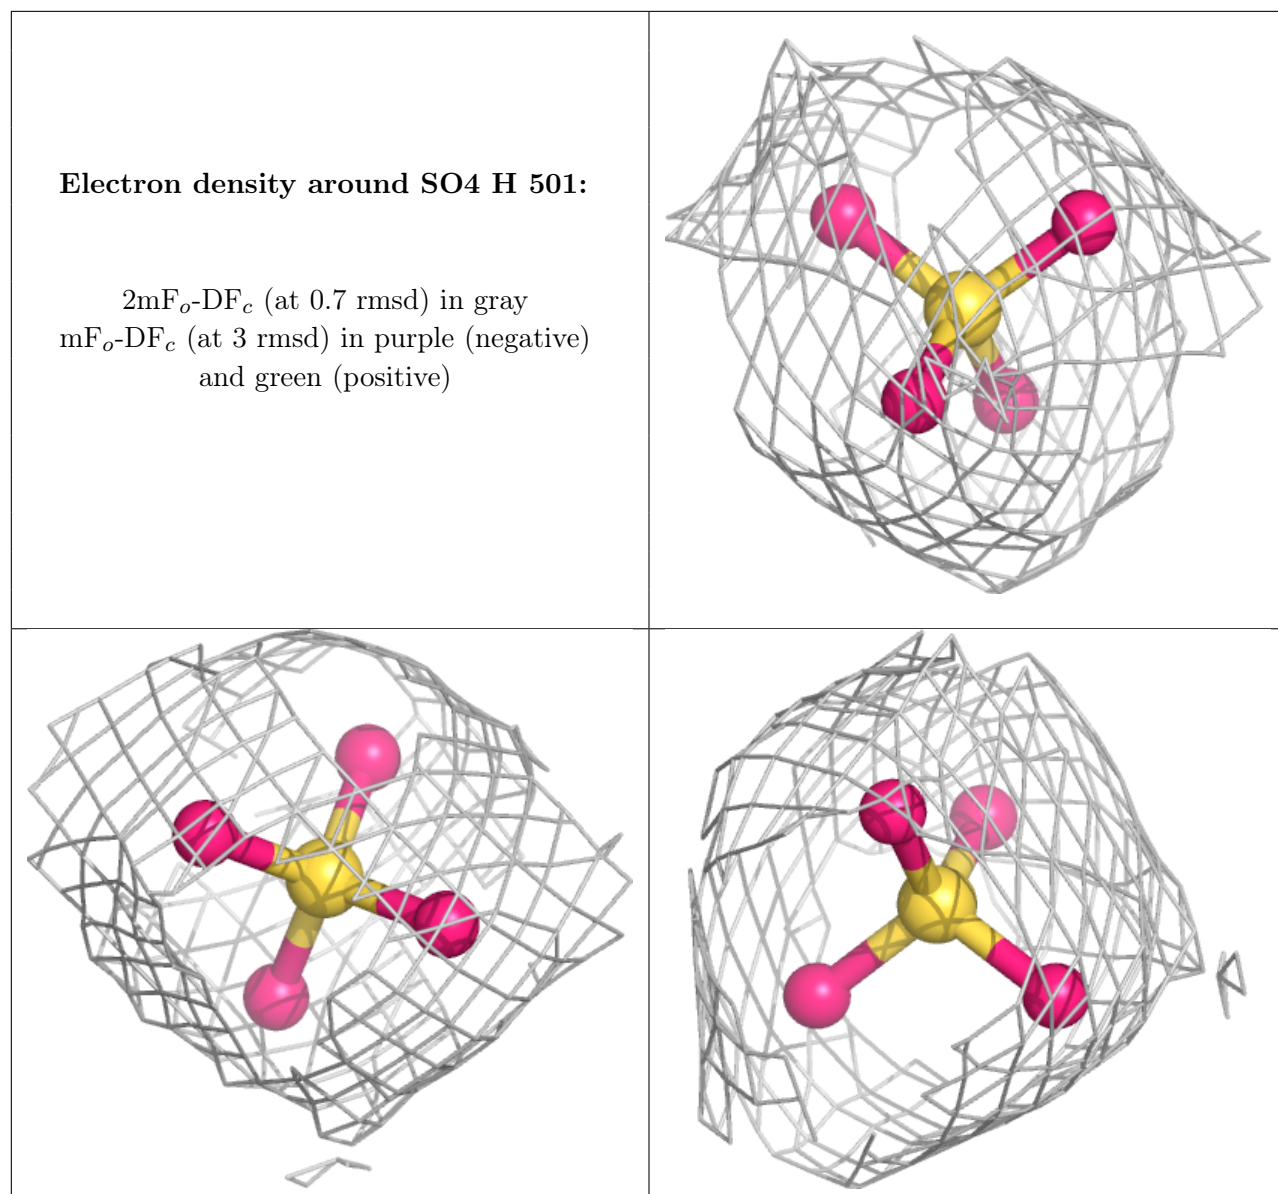 Electron density around SO4 H 501:
2mFo-DFc (at 0.7 rmsd) in gray
mFo-DFc (at 3 rmsd) in purple (negative)
and green (positive)